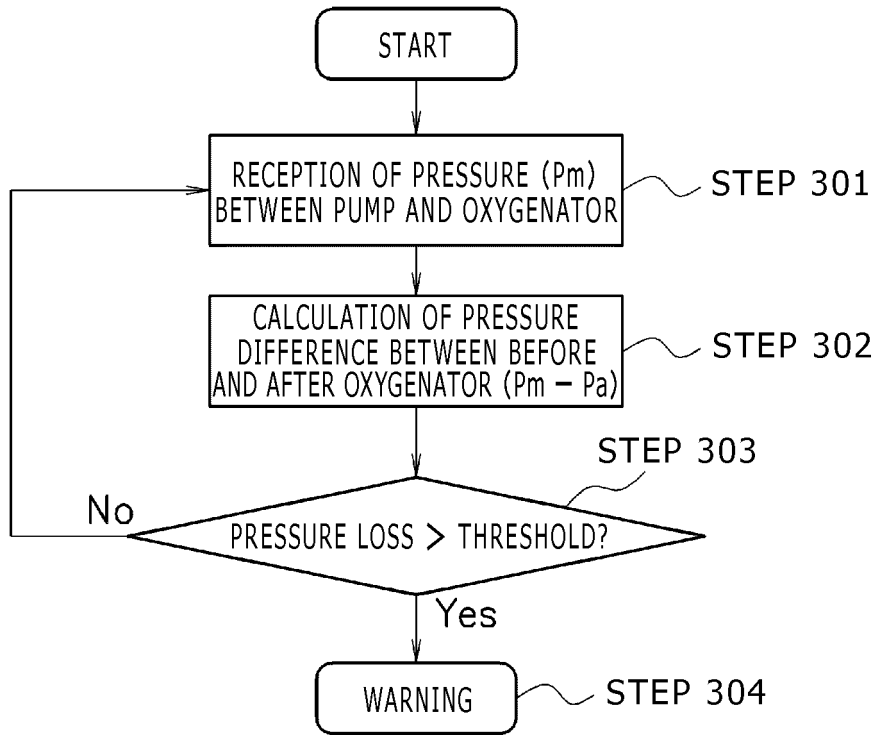 START
RECEPTION OF PRESSURE (Pm)
BETWEEN PUMP AND OXYGENATOR
STEP 301
CALCULATION OF PRESSURE
DIFFERENCE BETWEEN BEFORE
AND AFTER OXYGENATOR (Pm – Pa)
STEP 302
STEP 303
PRESSURE LOSS > THRESHOLD?
No
Yes
WARNING
STEP 304